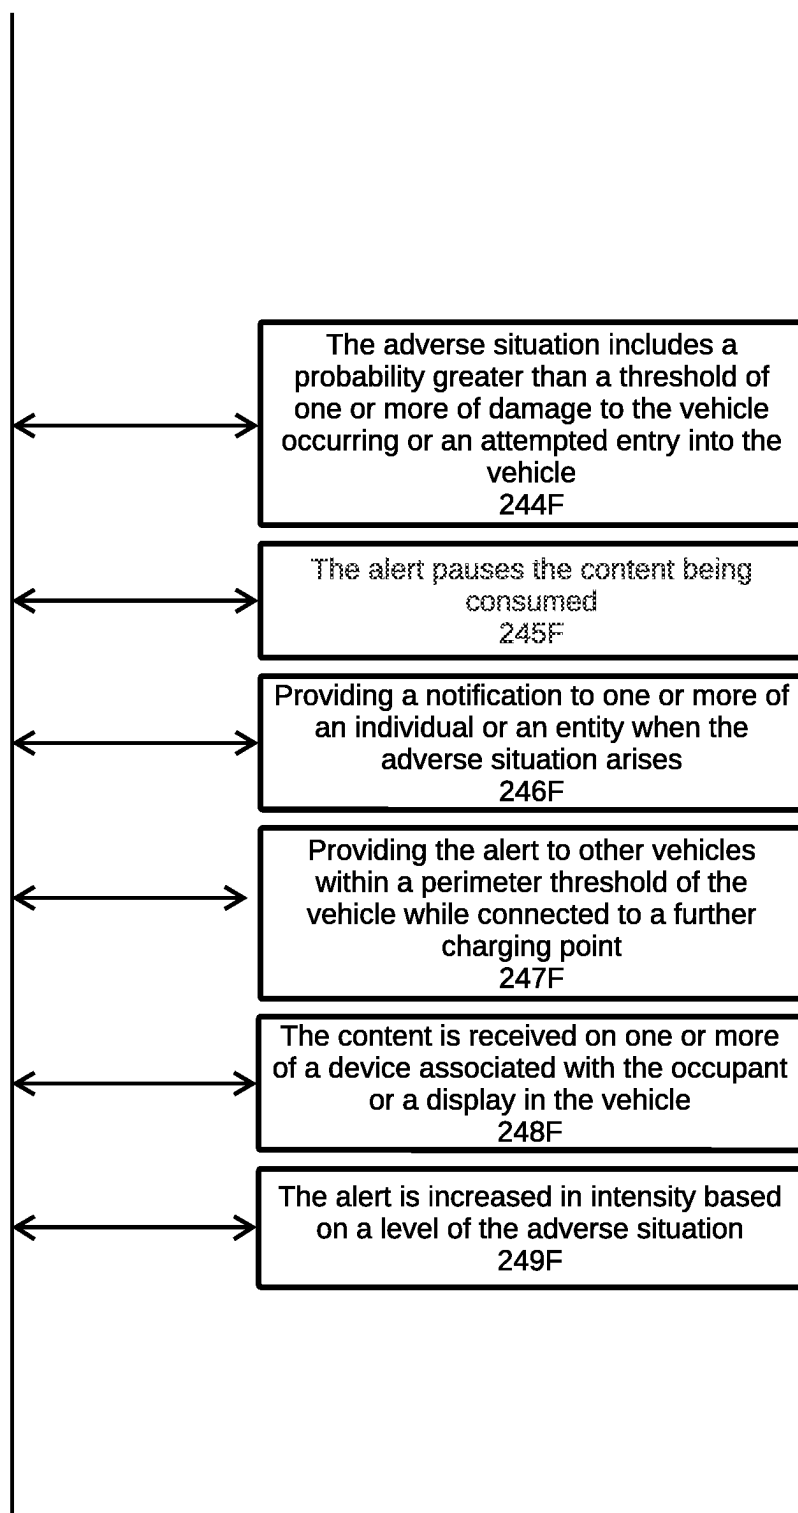 The adverse situation includes a
probability greater than a threshold of
one or more of damage to the vehicle
occurring or an attempted entry into the
vehicle
244F
The alert pauses the content being
consumed
245F
Providing a notification to one or more of
an individual or an entity when the
adverse situation arises
246F
Providing the alert to other vehicles
within a perimeter threshold of the
vehicle while connected to a further
charging point
247F
The content is received on one or more
of a device associated with the occupant
or a display in the vehicle
248F
The alert is increased in intensity based
on a level of the adverse situation
249F